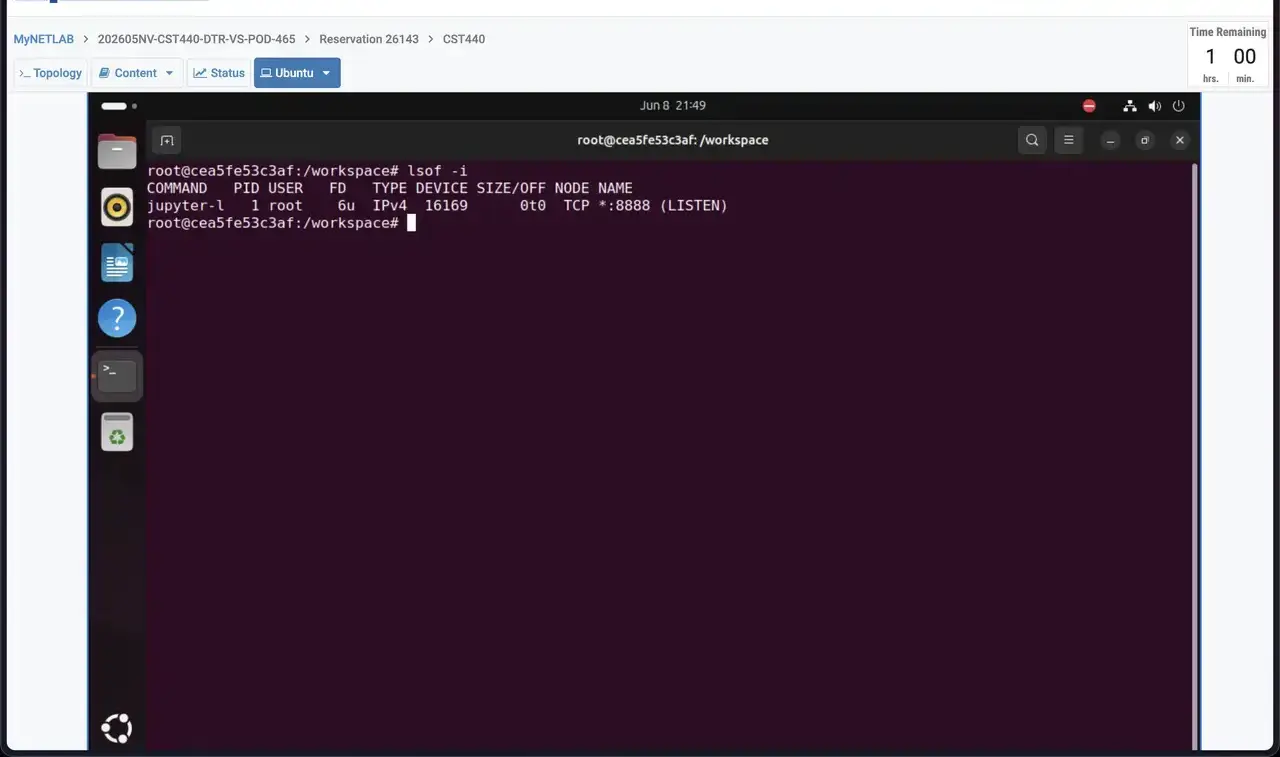 MyNETLAB > 202605NV-CST440-DTR-VS-POD-465 > Reservation 26143 > CST440
Time Remaining
1 00
hrs. min.
>_ Topology Content Status Ubuntu
Jun 8 21:49
root@cea5fe53c3af: /workspace
root@cea5fe53c3af:/workspace# lsof -i
COMMAND PID USER FD TYPE DEVICE SIZE/OFF NODE NAME
jupyter-l 1 root 6u IPv4 16169 0t0 TCP *:8888 (LISTEN)
root@cea5fe53c3af:/workspace#